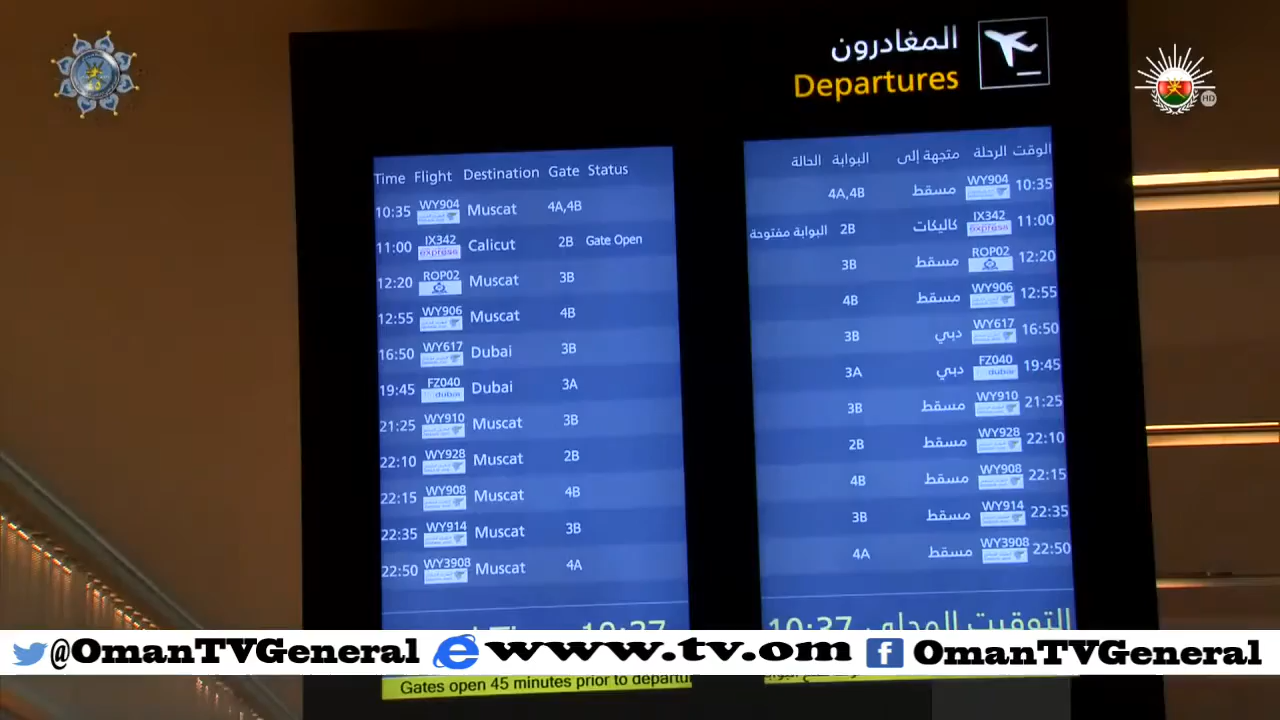 المغادرون
Departures
Time Flight Destination Gate Status
10:35 WY904 Muscat 4A,4B
11:00 IX342 express Calicut 2B Gate Open
12:20 ROP02 Muscat 3B
12:55 WY906 Muscat 4B
16:50 WY617 Dubai 3B
19:45 FZ040 dubai Dubai 3A
21:25 WY910 Muscat 3B
22:10 WY928 Muscat 2B
22:15 WY908 Muscat 4B
22:35 WY914 Muscat 3B
22:50 WY3908 Muscat 4A
10:37
Gates open 45 minutes prior to
الوقت الرحلة متجهة إلى البوابة الحالة
10:35 WY904 مسقط 4A,4B
11:00 IX342 express كاليكات 2B البوابة مفتوحة
12:20 ROP02 مسقط 3B
12:55 WY906 مسقط 4B
16:50 WY617 دبي 3B
19:45 FZ040 dubai دبي 3A
21:25 WY910 مسقط 3B
22:10 WY928 مسقط 2B
22:15 WY908 مسقط 4B
22:35 WY914 مسقط 3B
22:50 WY3908 مسقط 4A
التوقيت المحلي 10:37
HD
@OmanTVGeneral www.tv.om OmanTVGeneral